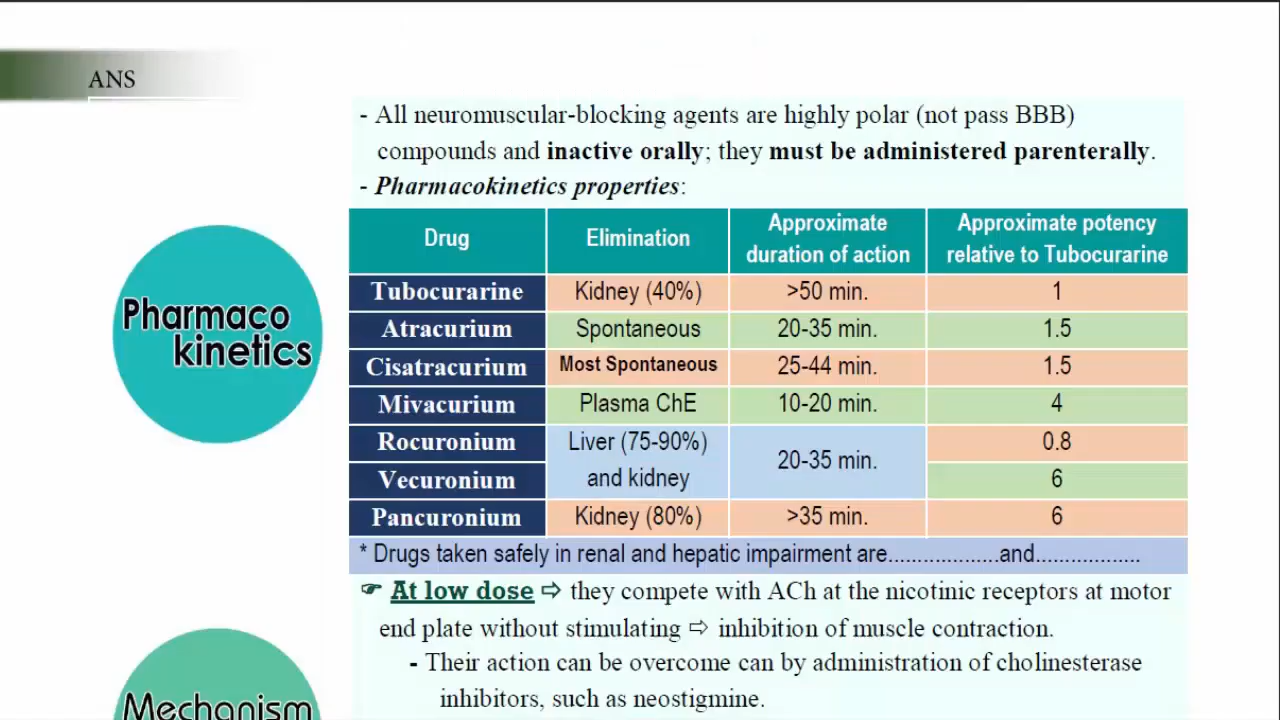 ANS
- All neuromuscular-blocking agents are highly polar (not pass BBB)
compounds and inactive orally; they must be administered parenterally.
- Pharmacokinetics properties:
Pharmaco
kinetics
Drug Elimination Approximate duration of action Approximate potency relative to Tubocurarine
Tubocurarine Kidney (40%) >50 min. 1
Atracurium Spontaneous 20-35 min. 1.5
Cisatracurium Most Spontaneous 25-44 min. 1.5
Mivacurium Plasma ChE 10-20 min. 4
Rocuronium Liver (75-90%) and kidney 20-35 min. 0.8
Vecuronium 6
Pancuronium Kidney (80%) >35 min. 6
* Drugs taken safely in renal and hepatic impairment are...................and..................
☞ At low dose ⇨ they compete with ACh at the nicotinic receptors at motor
end plate without stimulating ⇨ inhibition of muscle contraction.
- Their action can be overcome can by administration of cholinesterase
inhibitors, such as neostigmine.
Mechanism